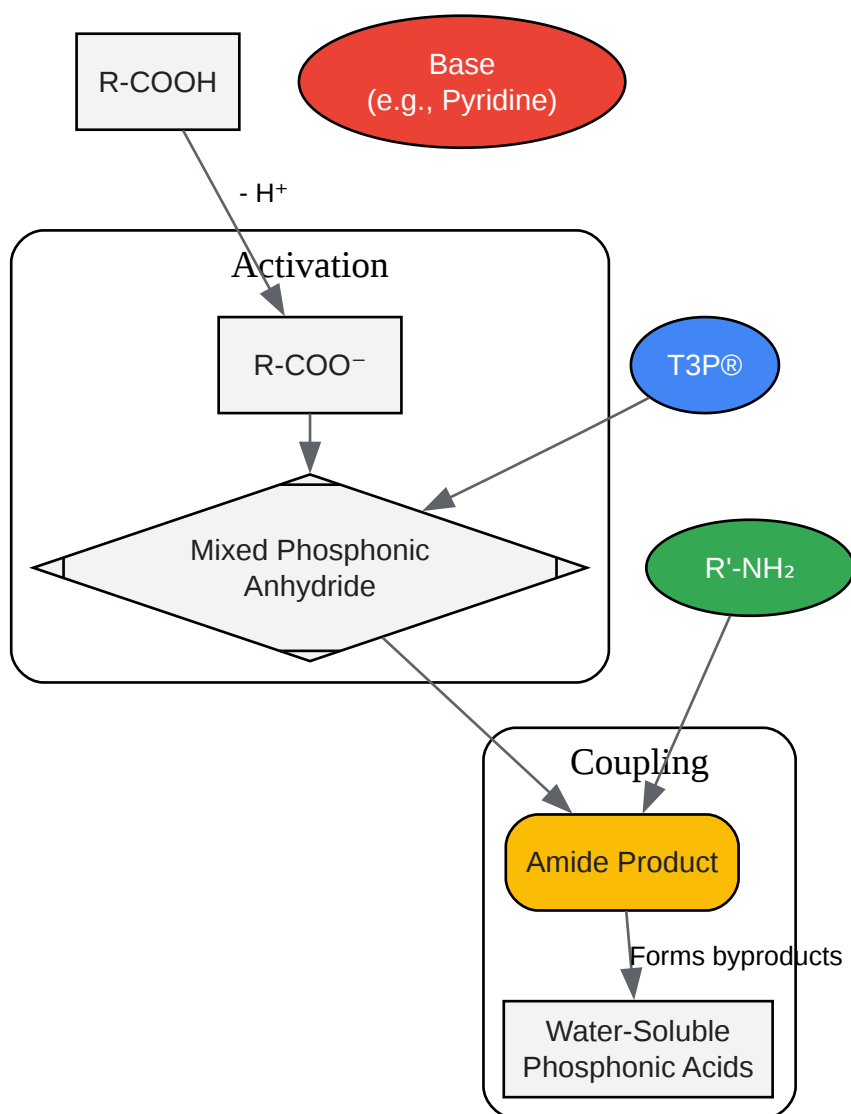 R-COOH
Base
(e.g., Pyridine)
- H⁺
Activation
R-COO⁻
T3P®
Mixed Phosphonic
Anhydride
R'-NH₂
Coupling
Amide Product
Forms byproducts
Water-Soluble
Phosphonic Acids